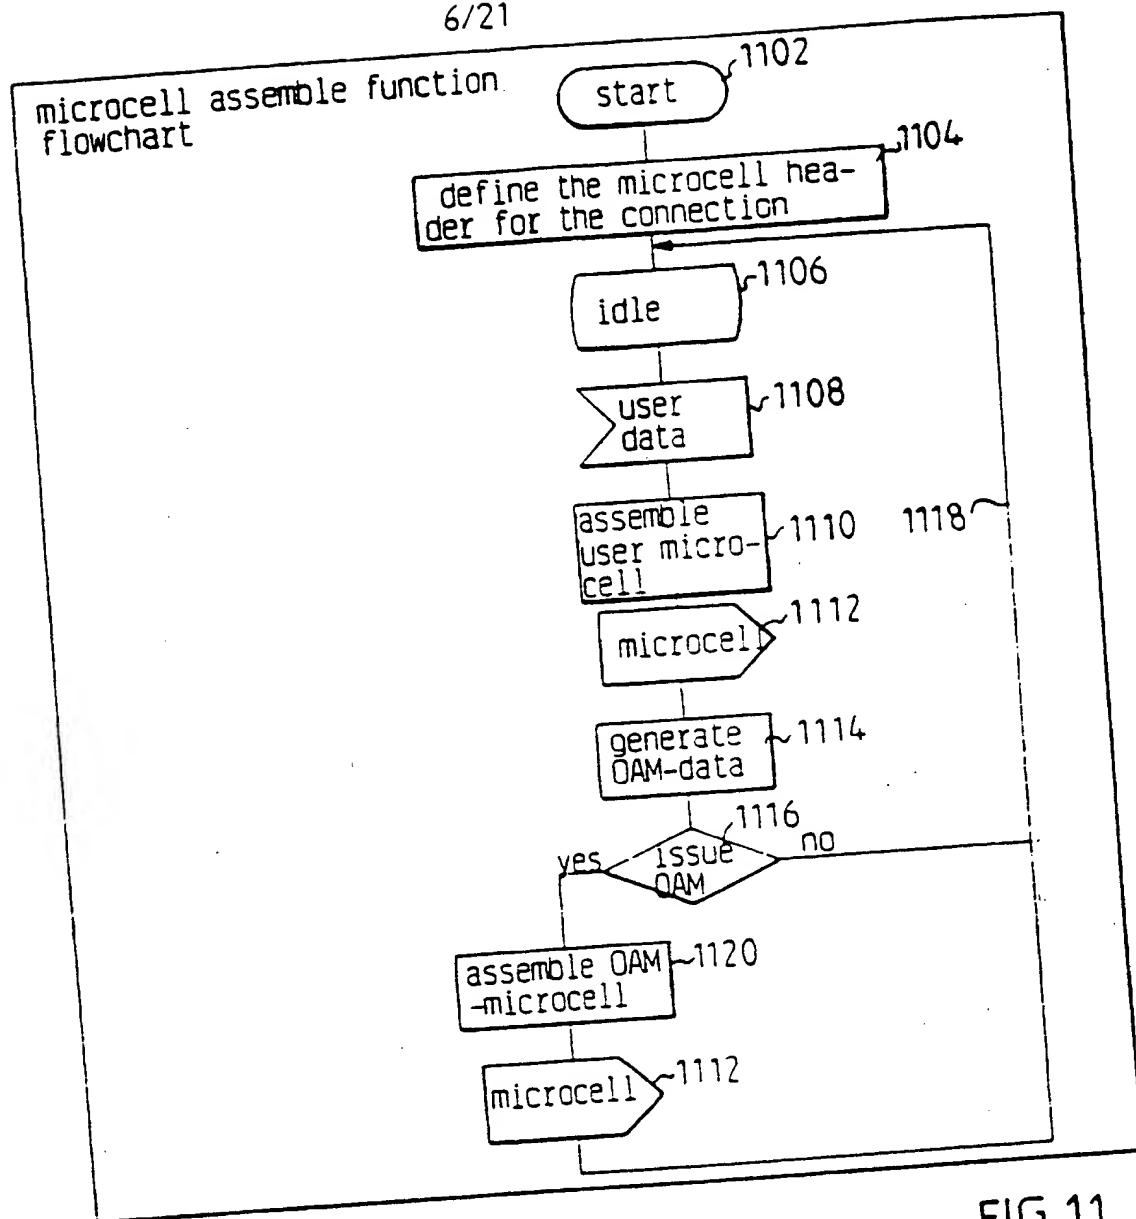 6/21
microcell assemble function
flowchart
start
1102
define the microcell hea-
der for the connection
1104
idle
1106
user
data
1108
assemble
user micro-
cell
1110
1118
microcell
1112
generate
OAM-data
1114
issue
OAM
1116
yes
no
assemble OAM
-microcell
1120
microcell
1112
FIG 11